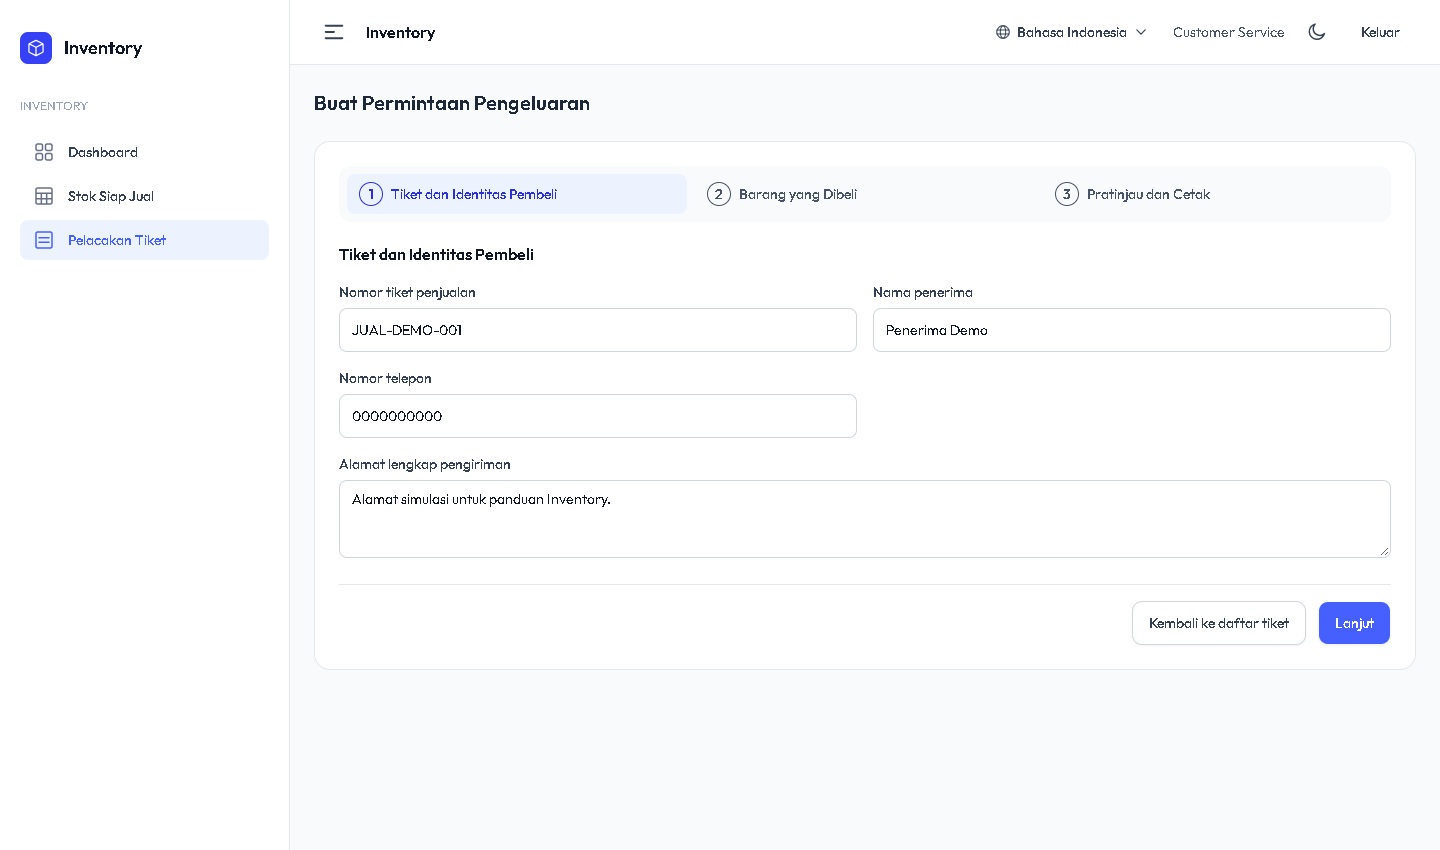 Inventory
INVENTORY
Dashboard
Stok Siap Jual
Pelacakan Tiket
Inventory
Bahasa Indonesia
Customer Service
Keluar
Buat Permintaan Pengeluaran
1 Tiket dan Identitas Pembeli
2 Barang yang Dibeli
3 Pratinjau dan Cetak
Tiket dan Identitas Pembeli
Nomor tiket penjualan
JUAL-DEMO-001
Nama penerima
Penerima Demo
Nomor telepon
0000000000
Alamat lengkap pengiriman
Alamat simulasi untuk panduan Inventory.
Kembali ke daftar tiket
Lanjut